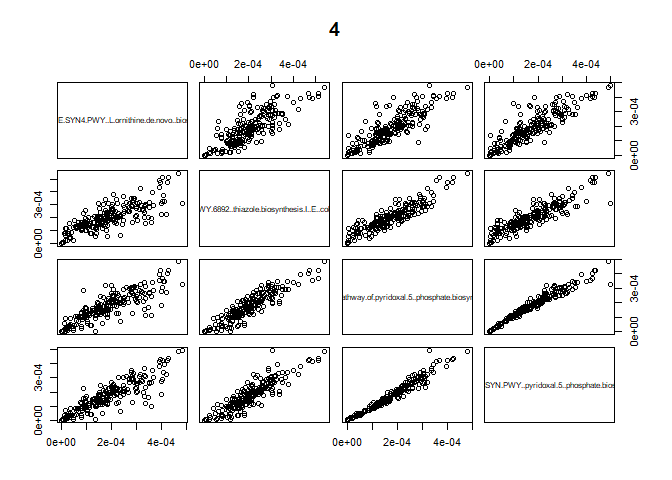 4
0e+00 2e-04 4e-04
0e+00 2e-04 4e-04
E.SYN4.PWY..L.ornithine.de.novo..bios
0e+00 3e-04
0e+00 3e-04
WY.6892..thiazole.biosynthesis.I..E..coli
0e+00 3e-04
athway.of.pyridoxal.5..phosphate.biosyn
0e+00 3e-04
SYN.PWY..pyridoxal.5..phosphate.bios
0e+00 2e-04 4e-04
0e+00 2e-04 4e-04